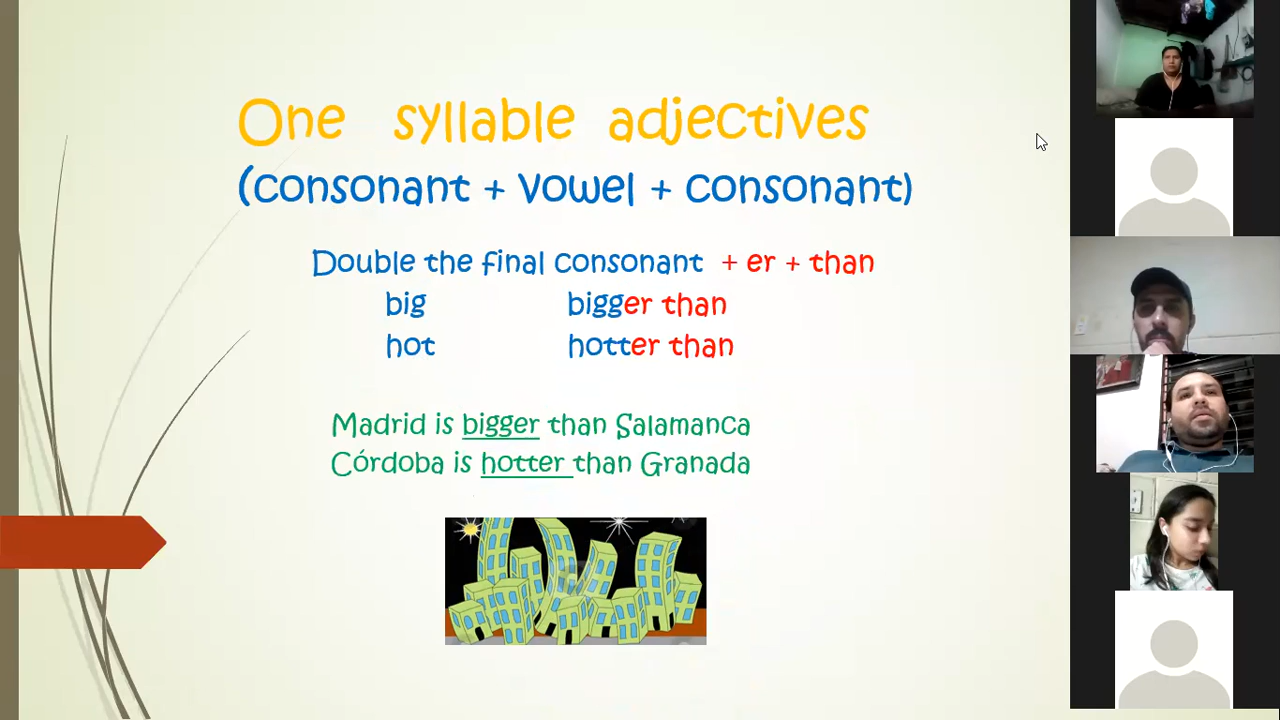 One syllable adjectives
(consonant + vowel + consonant)
Double the final consonant + er + than
big bigger than
hot hotter than
Madrid is bigger than Salamanca
Córdoba is hotter than Granada